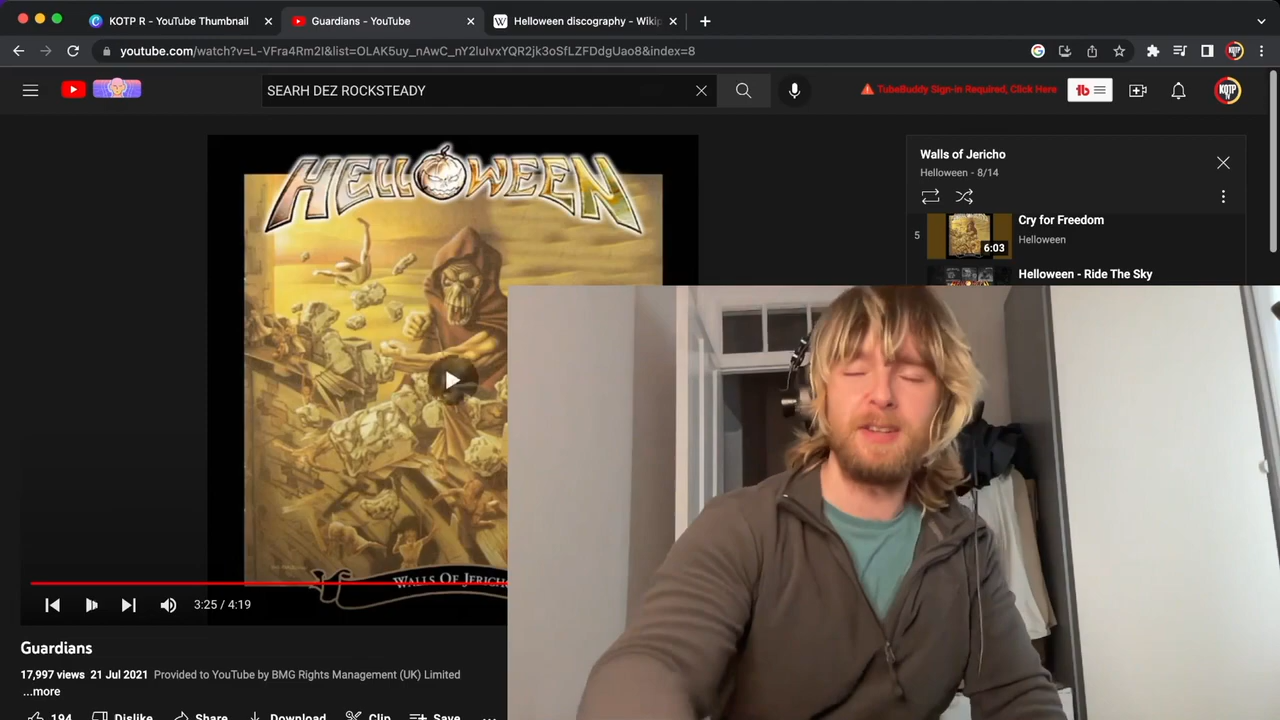 KOTP R - YouTube Thumbnail
Guardians - YouTube
Helloween discography - Wikip
youtube.com/watch?v=L-VFra4Rm2I&list=OLAK5uy_nAwC_nY2luIvxYQR2jk3oSfLZFDdgUao8&index=8
SEARH DEZ ROCKSTEADY
TubeBuddy Sign-in Required, Click Here
KOTP
HELLOWEEN
WALLS OF JERICHO
Walls of Jericho
Helloween - 8/14
5
Cry for Freedom
Helloween
6:03
Helloween - Ride The Sky
3:25 / 4:19
Guardians
17,997 views 21 Jul 2021 Provided to YouTube by BMG Rights Management (UK) Limited
...more
194 Dislike Share Download Clip Save